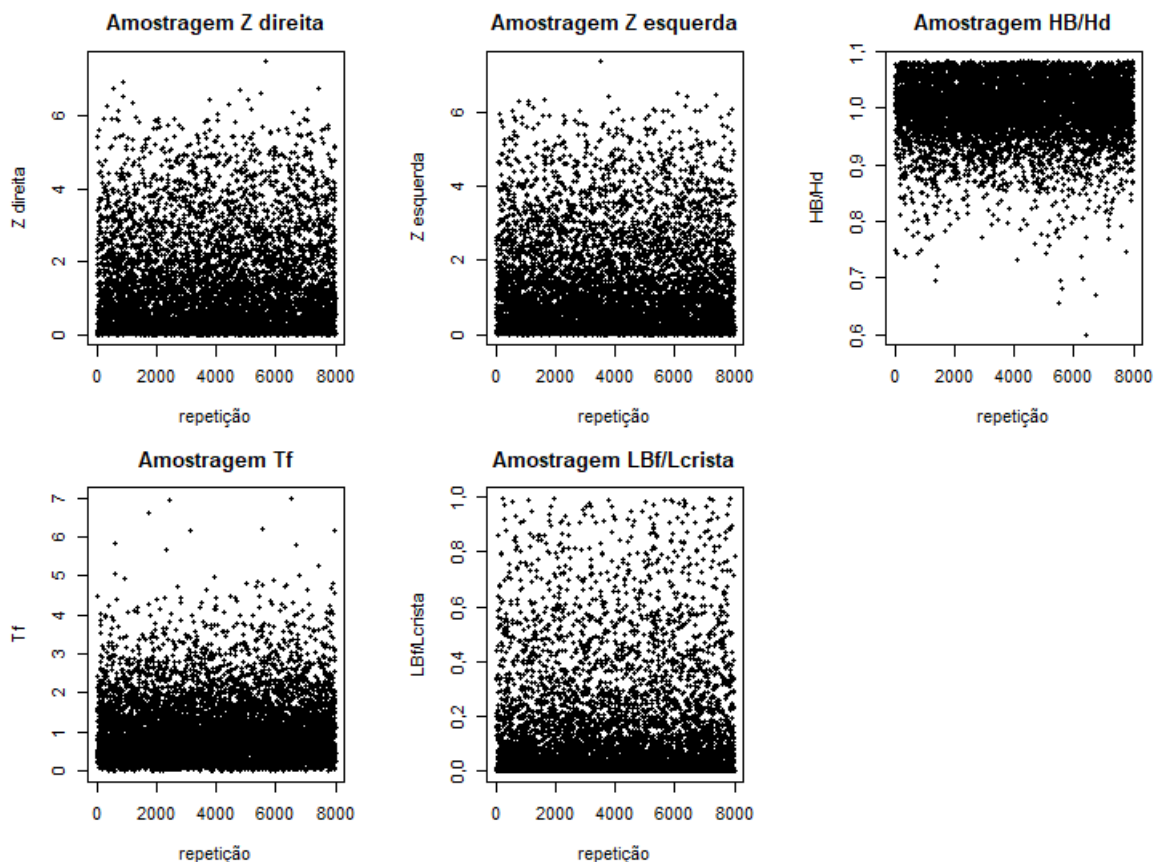 Amostragem Z direita
Z direita
0
2
4
6
0 2000 4000 6000 8000
repetição
Amostragem Z esquerda
Z esquerda
0
2
4
6
0 2000 4000 6000 8000
repetição
Amostragem HB/Hd
HB/Hd
0,6
0,7
0,8
0,9
1,0
1,1
0 2000 4000 6000 8000
repetição
Amostragem Tf
Tf
0
1
2
3
4
5
6
7
0 2000 4000 6000 8000
repetição
Amostragem LBf/Lcrista
LBf/Lcrista
0,0
0,2
0,4
0,6
0,8
1,0
0 2000 4000 6000 8000
repetição